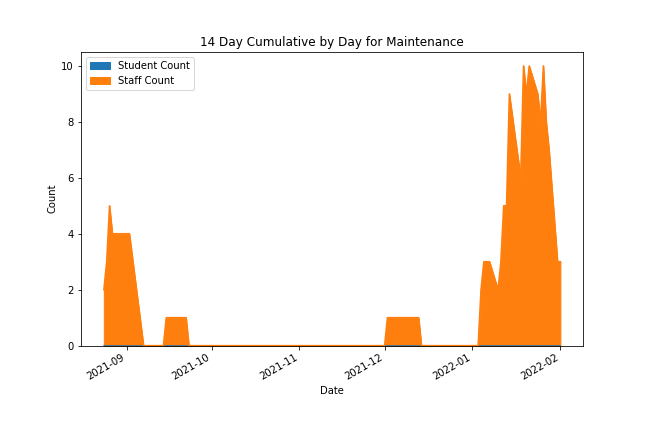 14 Day Cumulative by Day for Maintenance
Student Count
Staff Count
10
8
6
4
2
0
Count
2021-09
2021-10
2021-11
2021-12
2022-01
2022-02
Date